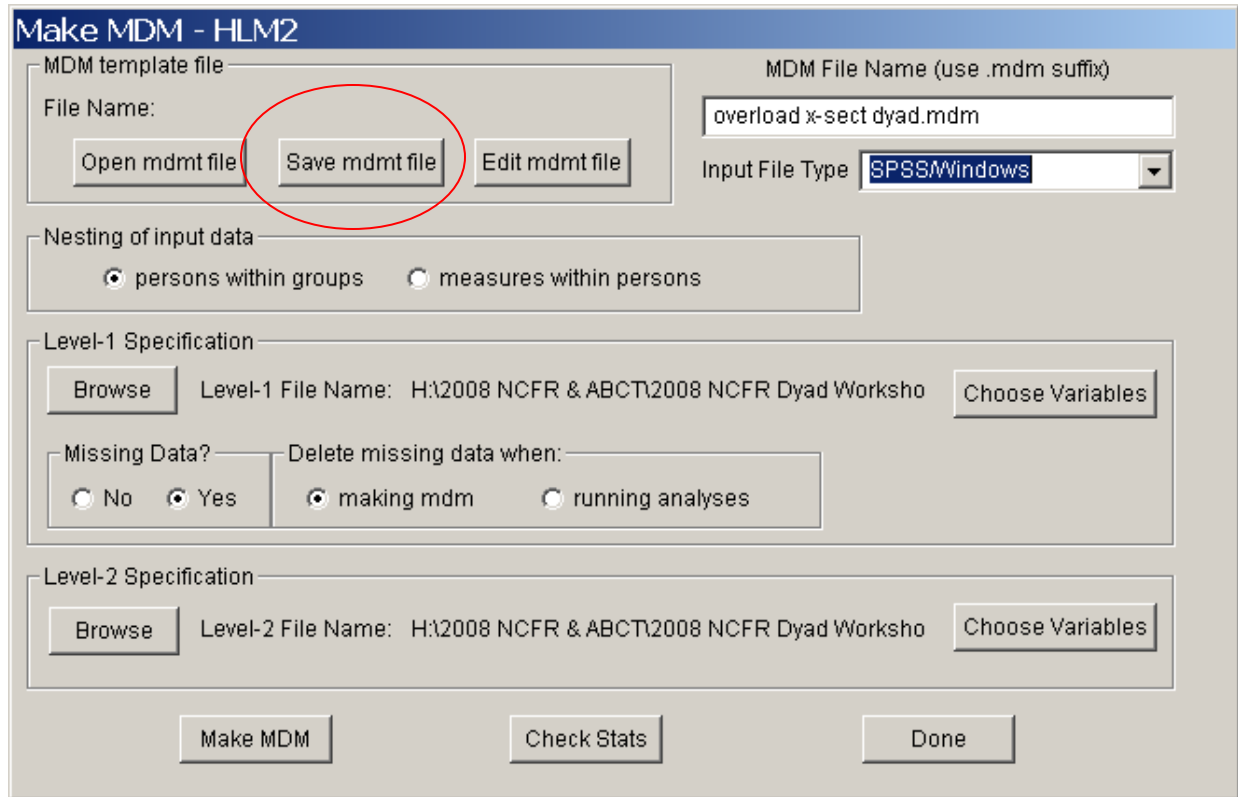 Make MDM - HLM2
MDM template file
File Name:
Open mdmt file Save mdmt file Edit mdmt file
MDM File Name (use .mdm suffix)
overload x-sect dyad.mdm
Input File Type SPSS/Windows
Nesting of input data
persons within groups measures within persons
Level-1 Specification
Browse Level-1 File Name: H:\2008 NCFR & ABCT\2008 NCFR Dyad Worksho Choose Variables
Missing Data? Delete missing data when:
No Yes making mdm running analyses
Level-2 Specification
Browse Level-2 File Name: H:\2008 NCFR & ABCT\2008 NCFR Dyad Worksho Choose Variables
Make MDM Check Stats Done